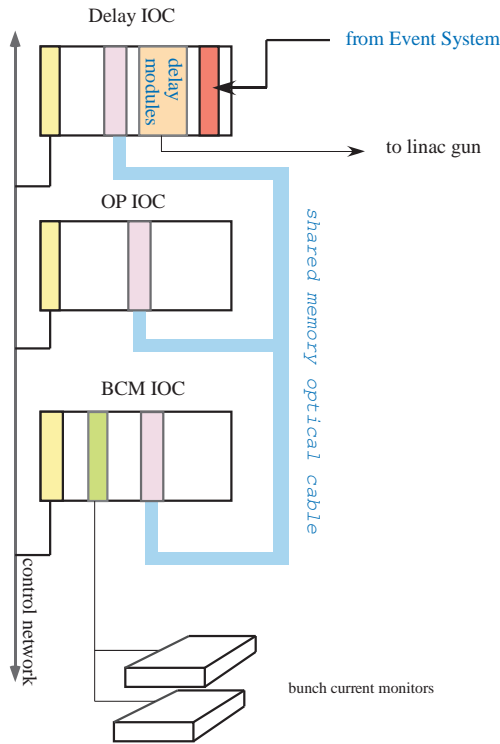 Delay IOC
from Event System
delay
modules
to linac gun
OP IOC
shared memory optical cable
BCM IOC
control network
bunch current monitors